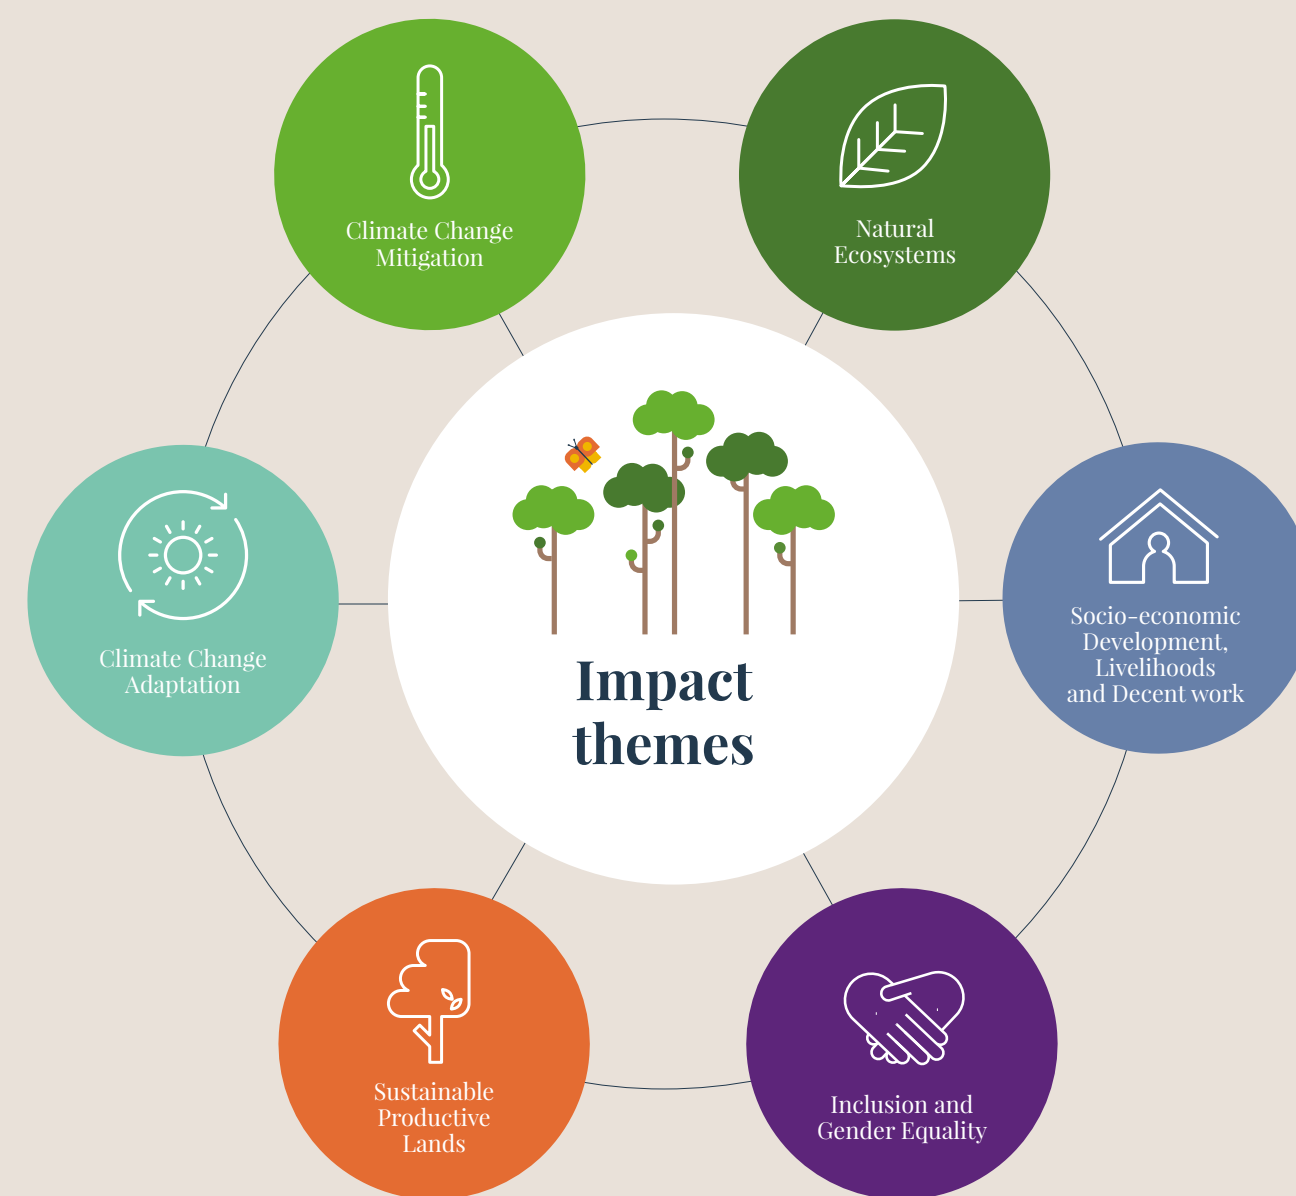 Climate Change
Mitigation
Natural
Ecosystems
Climate Change
Adaptation
Socio-economic
Development,
Livelihoods
and Decent work
Impact
themes
Sustainable
Productive
Lands
Inclusion and
Gender Equality